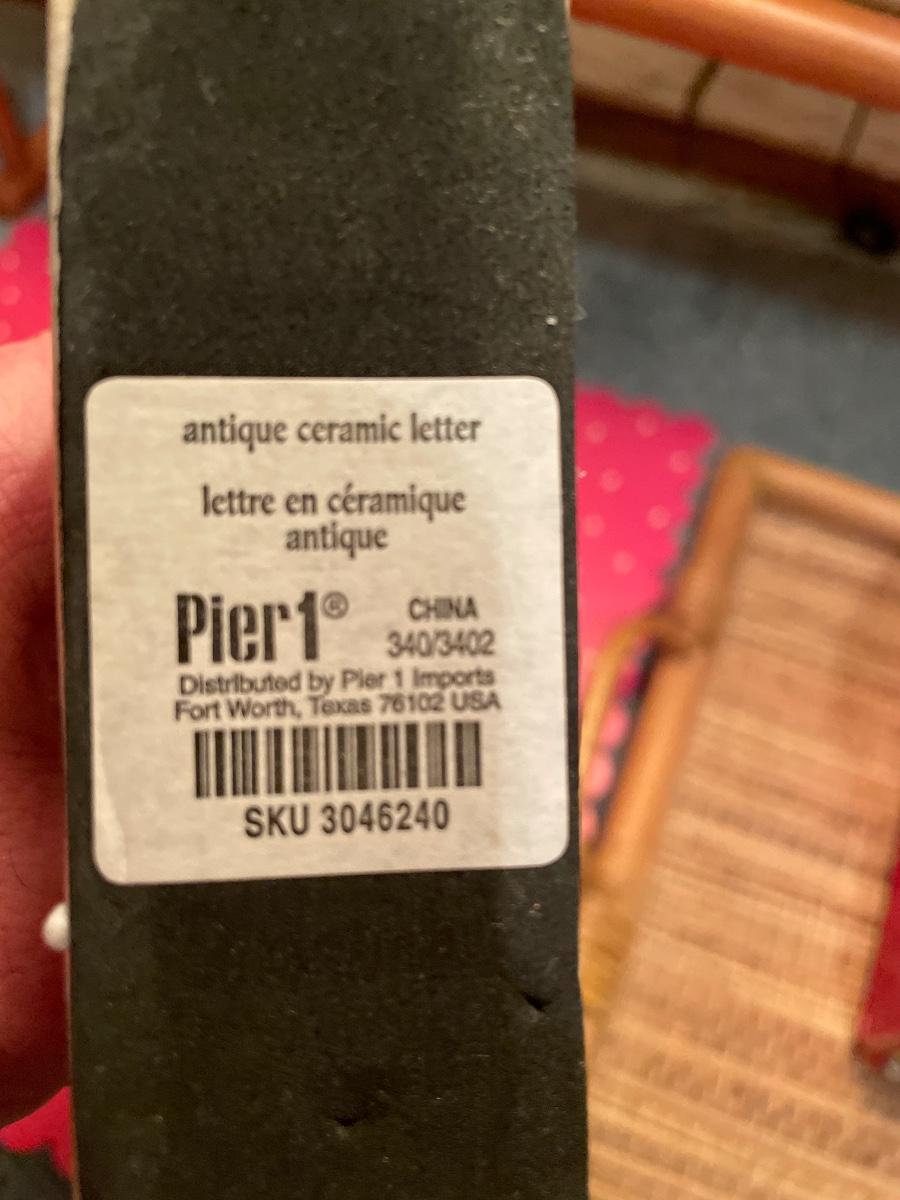 antique ceramic letter
lettre en céramique
antique
Pier1® CHINA
340/3402
Distributed by Pier 1 Imports
Fort Worth, Texas 76102 USA
SKU 3046240